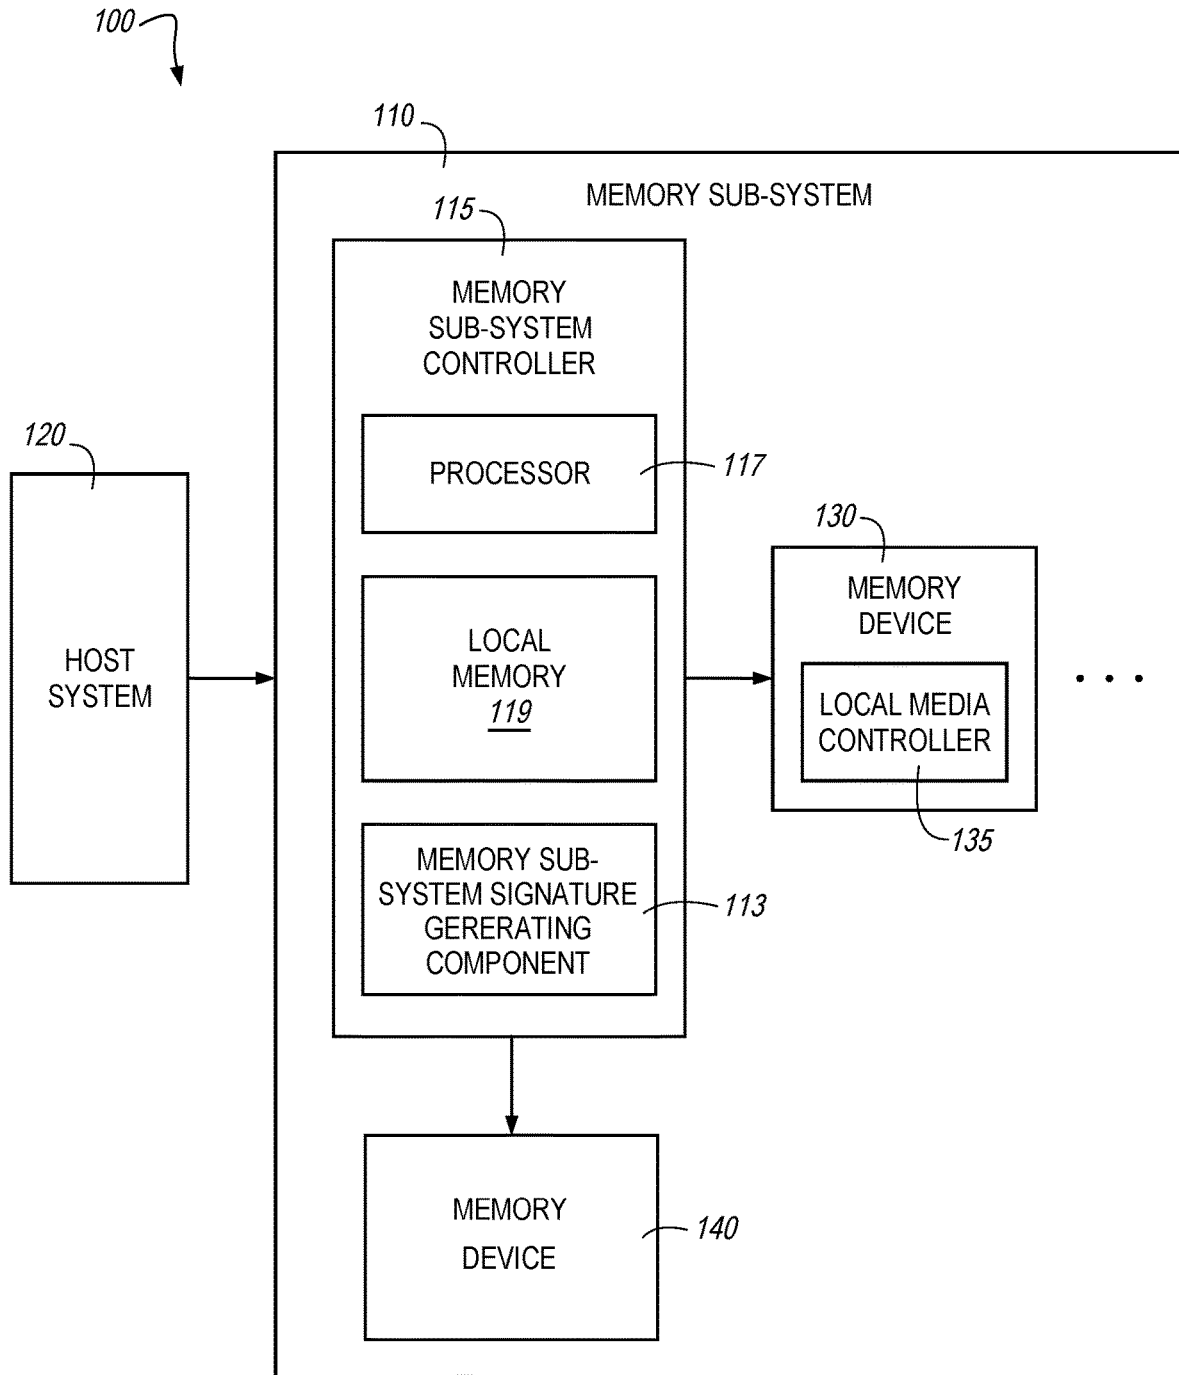 100
110
MEMORY SUB-SYSTEM
115
MEMORY
SUB-SYSTEM
CONTROLLER
120
PROCESSOR
117
130
MEMORY
DEVICE
HOST
SYSTEM
LOCAL
MEMORY
119
LOCAL MEDIA
CONTROLLER
• • •
135
MEMORY SUB-
SYSTEM SIGNATURE
GERERATING
COMPONENT
113
MEMORY
DEVICE
140